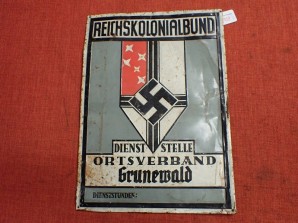 REICHSKOLONIALBUND
DIENST STELLE
ORTSVERBAND
Grunewald
DIENSTSTUNDEN: